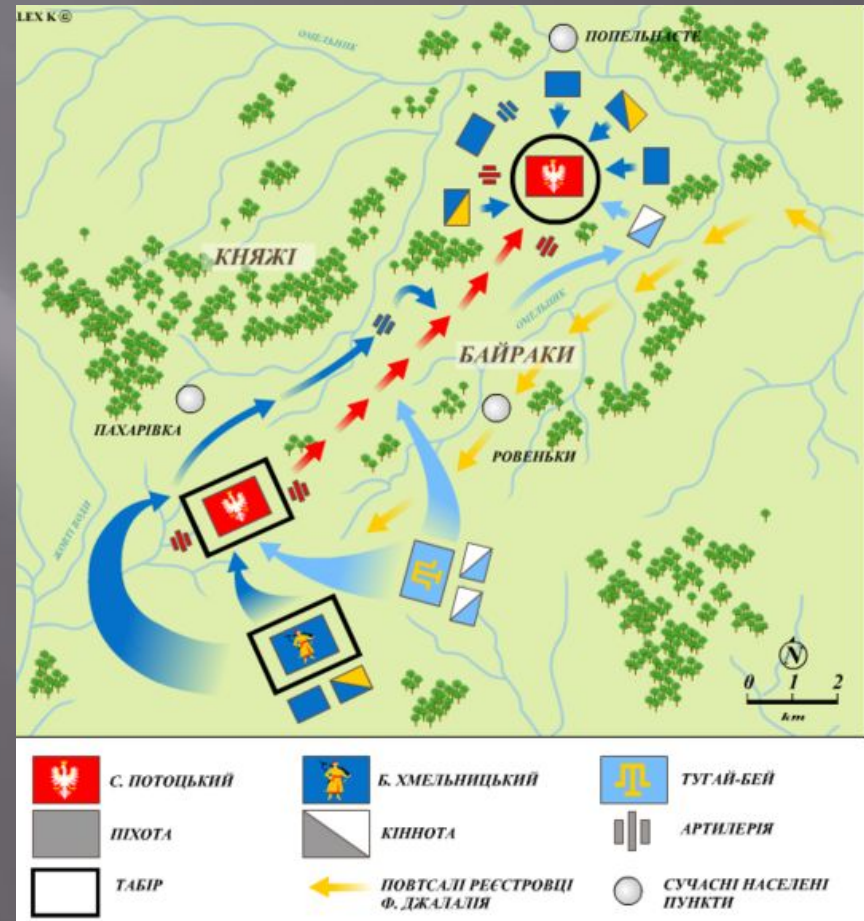 LEX K ©
ОМЕЛЬНИК
ПОПЕЛЬНАСТЕ
КНЯЖІ
ОМЕЛЬНИК
БАЙРАКИ
ПАХАРІВКА
РОВЕНЬКИ
ЖОВТІ ВОДИ
N
0 1 2
km
С. ПОТОЦЬКИЙ
Б. ХМЕЛЬНИЦЬКИЙ
ТУГАЙ-БЕЙ
ПІХОТА
КІННОТА
АРТИЛЕРІЯ
ТАБІР
ПОВТСАЛІ РЕЄСТРОВЦІ
Ф. ДЖАЛАЛІЯ
СУЧАСНІ НАСЕЛЕНІ
ПУНКТИ